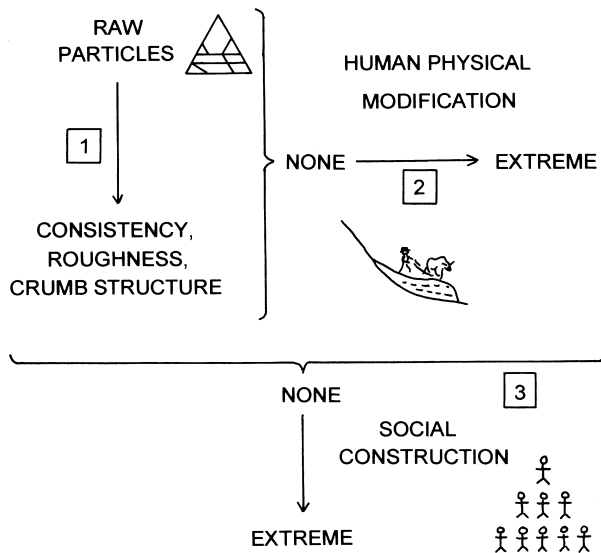 RAW
PARTICLES
1
CONSISTENCY,
ROUGHNESS,
CRUMB STRUCTURE
HUMAN PHYSICAL
MODIFICATION
NONE
EXTREME
2
NONE
3
SOCIAL
CONSTRUCTION
EXTREME